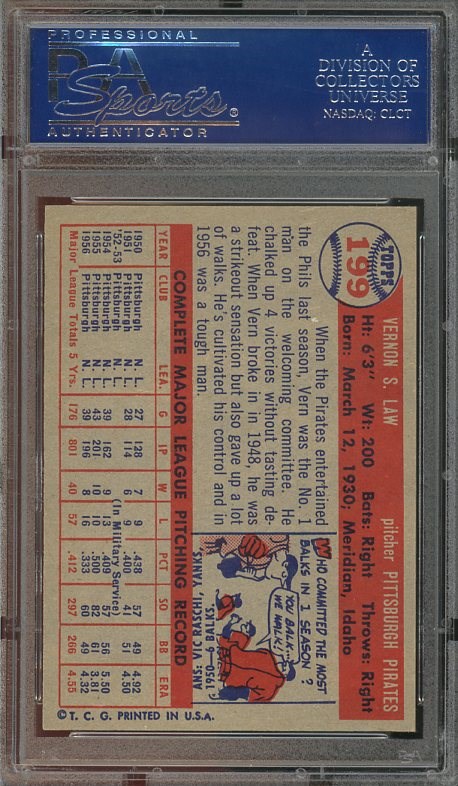 PROFESSIONAL
PSA
Sports®
AUTHENTICATOR
A
DIVISION OF
COLLECTORS
UNIVERSE
NASDAQ: CLCT
TOPPS
199
VERNON S. LAW pitcher PITTSBURGH PIRATES
Ht: 6'3" Wt: 200 Bats: Right Throws: Right
Born: March 12, 1930; Meridian, Idaho
When the Pirates entertained
the Phils last season, Vern was the No. 1
man on the welcoming committee. He
chalked up 4 victories without tasting de-
feat. When Vern broke in in 1948, he was
a strikeout sensation but also gave up a lot
of walks. He's cultivated his control and in
1956 was a tough man.
WHO COMMITTED THE MOST
BALKS IN 1 SEASON?
YOU BALK...
WE WALK!
1950-6 BALKS.
ANS: VIC RASCHI, YANKS,
COMPLETE MAJOR LEAGUE PITCHING RECORD
YEAR CLUB LEA. G IP W L PCT SO BB ERA
1950 Pittsburgh N. L. 27 128 7 9 .438 57 49 4.92
1951 Pittsburgh N. L. 28 114 6 9 .400 41 51 4.50
'52-53 Pittsburgh N. L. (In Military Service)
1954 Pittsburgh N. L. 39 162 9 13 .409 57 56 5.50
1955 Pittsburgh N. L. 43 201 10 10 .500 82 61 3.81
1956 Pittsburgh N. L. 39 196 8 16 .333 60 49 4.32
Major League Totals 5 Yrs. 176 801 40 57 .412 297 266 4.55
© T. C. G. PRINTED IN U.S.A.